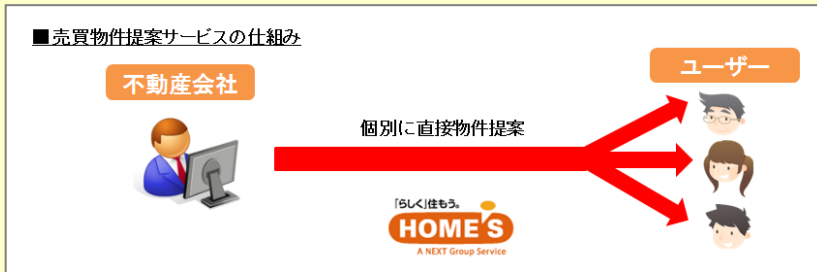 ■売買物件提案サービスの仕組み
不動産会社
ユーザー
個別に直接物件提案
「らしく」住もう。
HOME'S
A NEXT Group Service